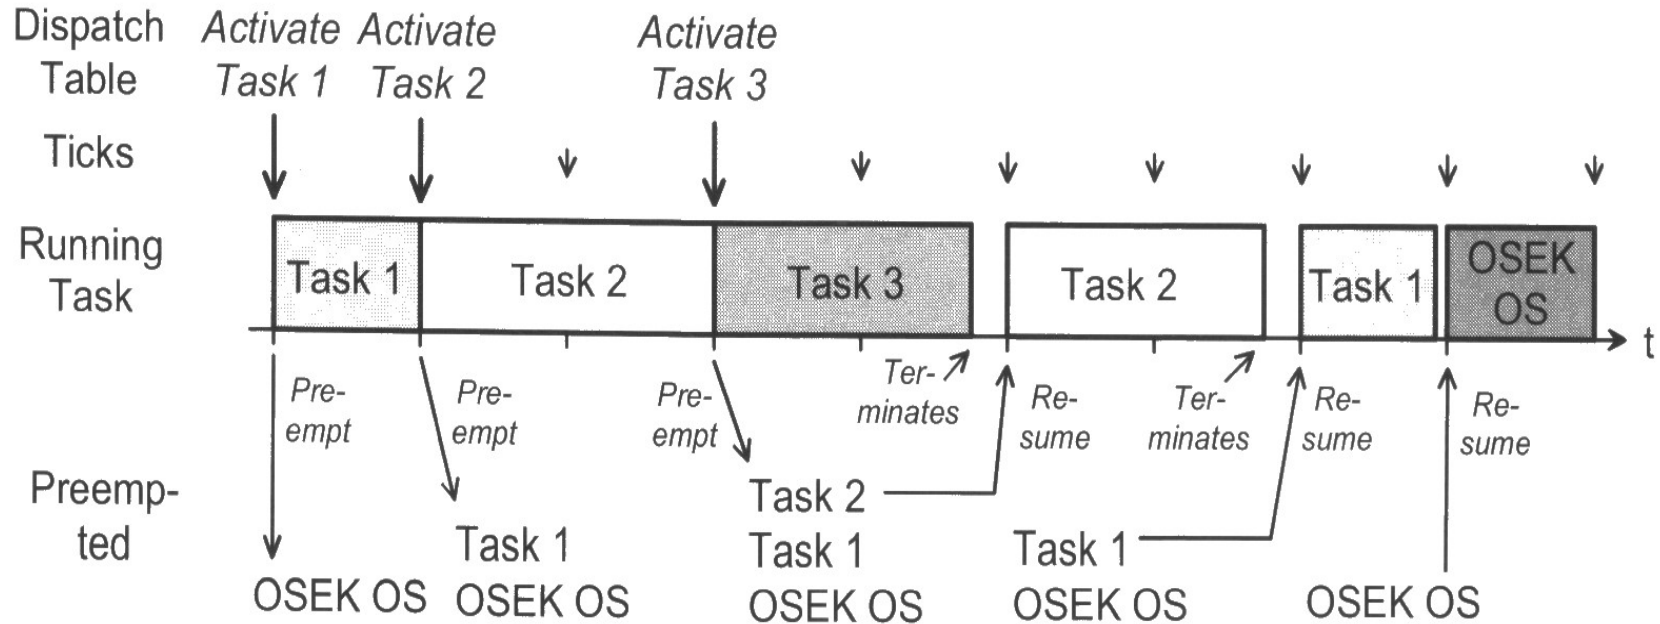 Dispatch Table
Activate Task 1
Activate Task 2
Activate Task 3
Ticks
Running Task
Task 1
Task 2
Task 3
Task 2
Task 1
OSEK OS
t
Pre-
empt
Pre-
empt
Pre-
empt
Ter-
minates
Re-
sume
Ter-
minates
Re-
sume
Re-
sume
Preemp-
ted
OSEK OS
Task 1
OSEK OS
Task 2
Task 1
OSEK OS
Task 1
OSEK OS
OSEK OS